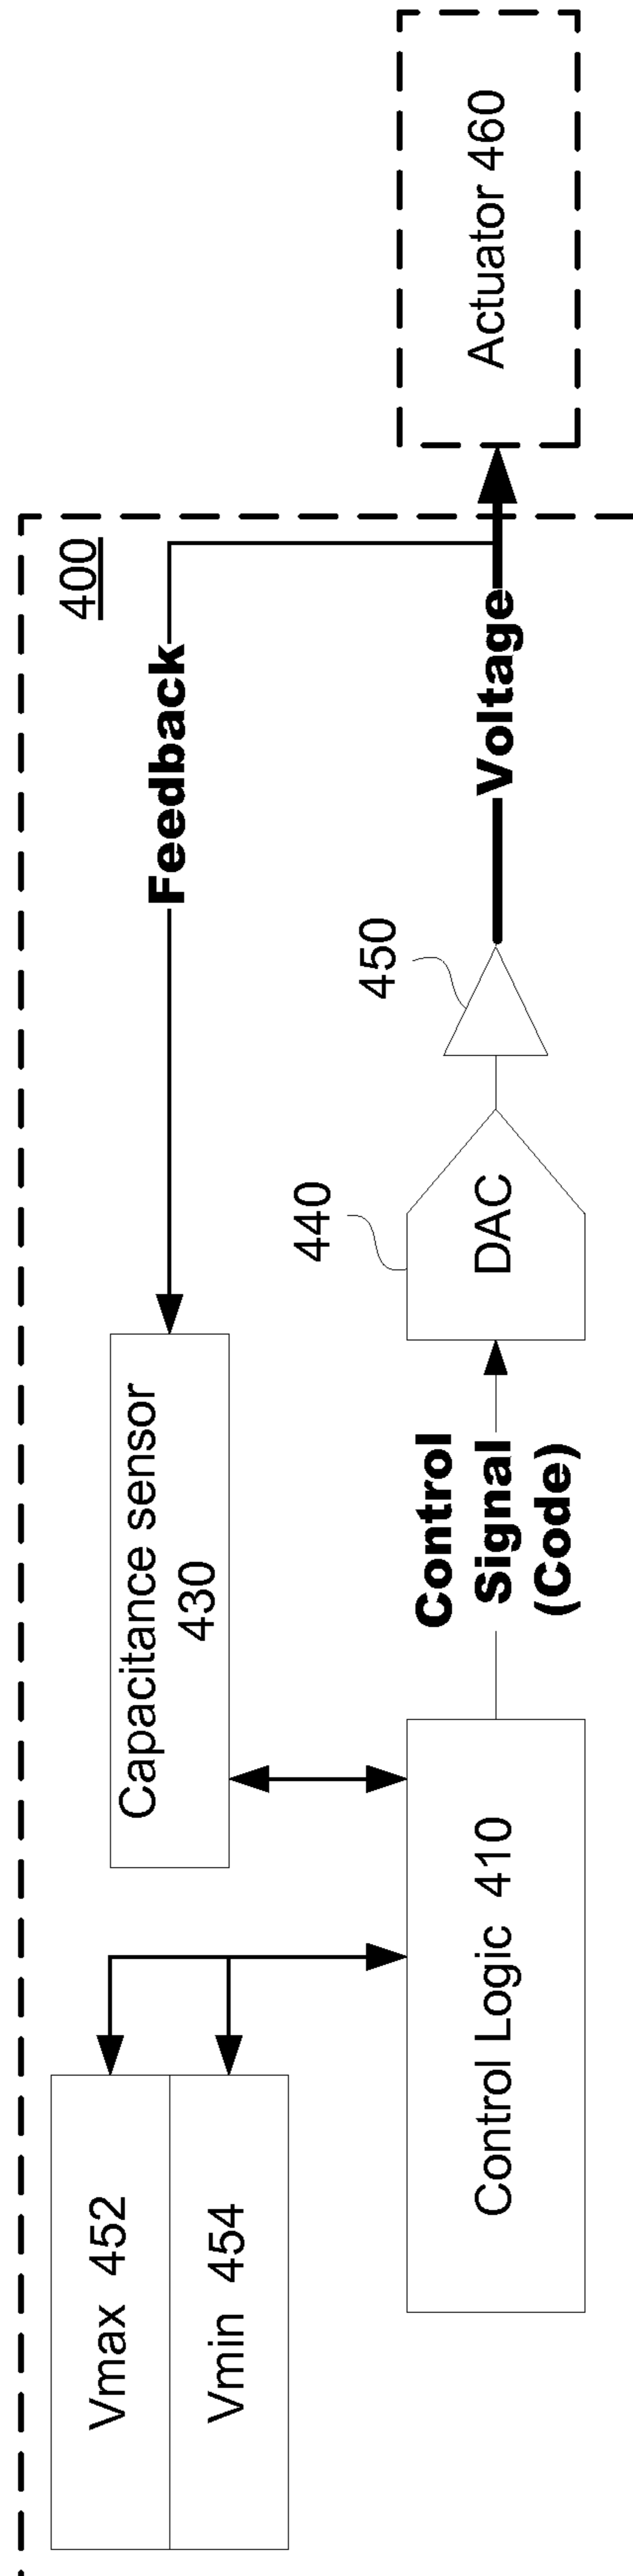 400
Vmax 452
Vmin 454
Capacitance sensor
430
Feedback
Control Logic 410
Control
Signal
(Code)
440
DAC
450
Voltage
Actuator 460